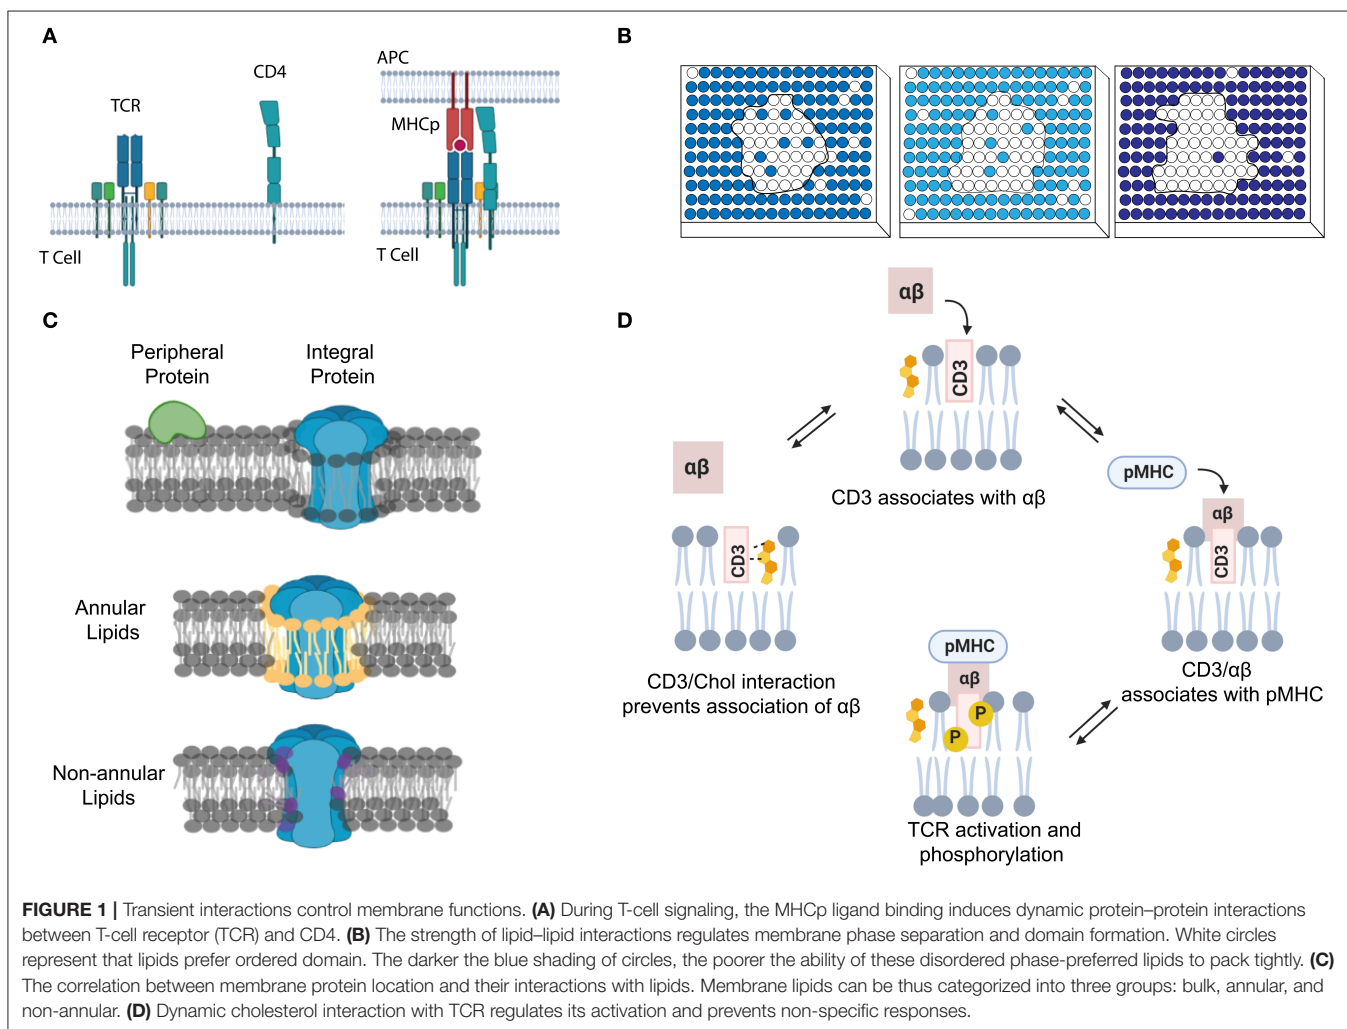 A
TCR
CD4
T Cell
APC
MHCp
T Cell
B
C
Peripheral
Protein
Integral
Protein
Annular
Lipids
Non-annular
Lipids
D
αβ
CD3
CD3 associates with αβ
αβ
CD3
CD3/Chol interaction
prevents association of αβ
pMHC
αβ
CD3
CD3/αβ
associates with pMHC
pMHC
αβ
P
P
TCR activation and
phosphorylation
FIGURE 1 | Transient interactions control membrane functions. (A) During T-cell signaling, the MHCp ligand binding induces dynamic protein–protein interactions
between T-cell receptor (TCR) and CD4. (B) The strength of lipid–lipid interactions regulates membrane phase separation and domain formation. White circles
represent that lipids prefer ordered domain. The darker the blue shading of circles, the poorer the ability of these disordered phase-preferred lipids to pack tightly. (C)
The correlation between membrane protein location and their interactions with lipids. Membrane lipids can be thus categorized into three groups: bulk, annular, and
non-annular. (D) Dynamic cholesterol interaction with TCR regulates its activation and prevents non-specific responses.